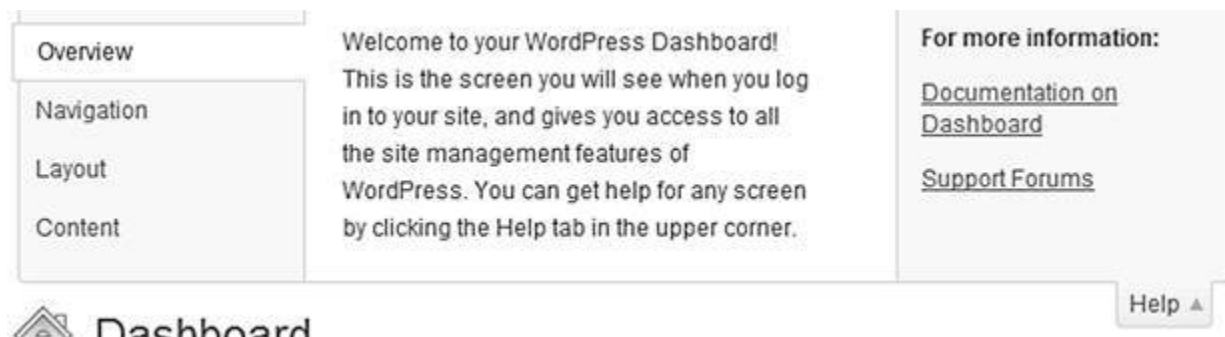 Overview
Navigation
Layout
Content
Welcome to your WordPress Dashboard!
This is the screen you will see when you log
in to your site, and gives you access to all
the site management features of
WordPress. You can get help for any screen
by clicking the Help tab in the upper corner.
For more information:
Documentation on
Dashboard
Support Forums
Help
Dashboard